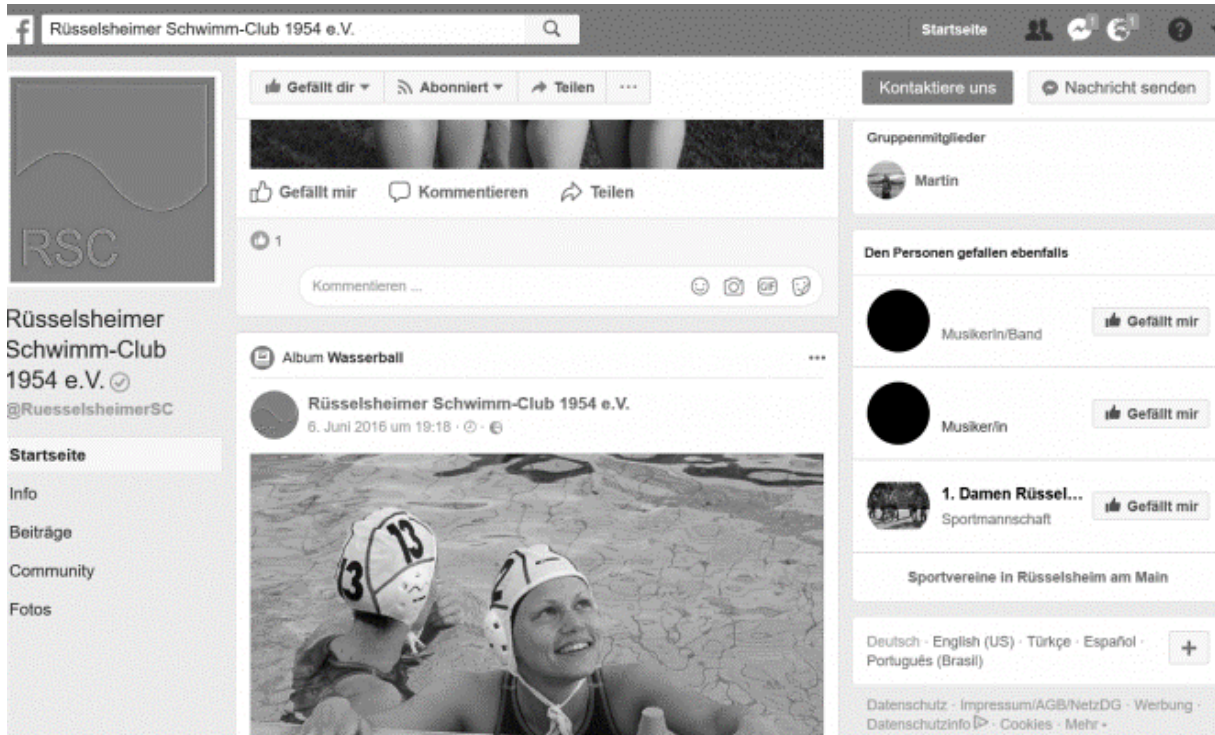 Rüsselsheimer Schwimm-Club 1954 e.V.
Startseite
1
1
Gefällt dir
Abonniert
Teilen
Kontaktiere uns
Nachricht senden
RSC
Rüsselsheimer
Schwimm-Club
1954 e.V.
@RuesselsheimerSC
Startseite
Info
Beiträge
Community
Fotos
Gefällt mir
Kommentieren
Teilen
1
Kommentieren ...
GIF
Album Wasserball
Rüsselsheimer Schwimm-Club 1954 e.V.
6. Juni 2016 um 19:18
13
13
2
Gruppenmitglieder
Martin
Den Personen gefallen ebenfalls
MusikerIn/Band
Gefällt mir
Musiker/in
Gefällt mir
1. Damen Rüssel...
Sportmannschaft
Gefällt mir
Sportvereine in Rüsselsheim am Main
Deutsch · English (US) · Türkçe · Español ·
Português (Brasil)
Datenschutz · Impressum/AGB/NetzDG · Werbung ·
Datenschutzinfo · Cookies · Mehr